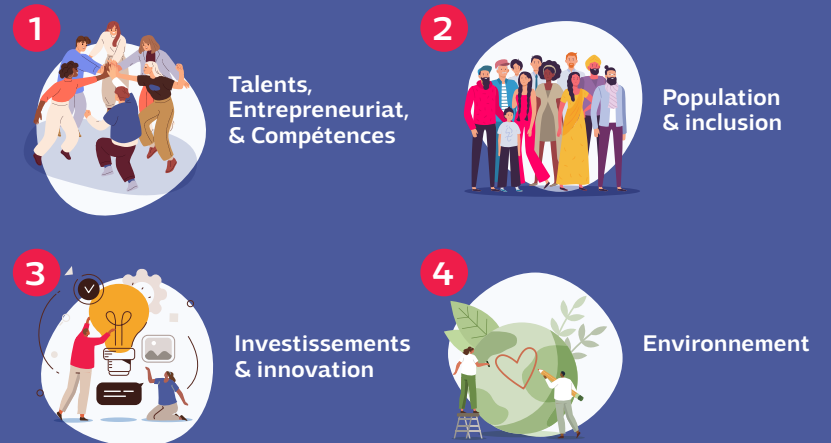 1
Talents,
Entrepreneuriat,
& Compétences
2
Population
& inclusion
3
Investissements
& innovation
4
Environnement